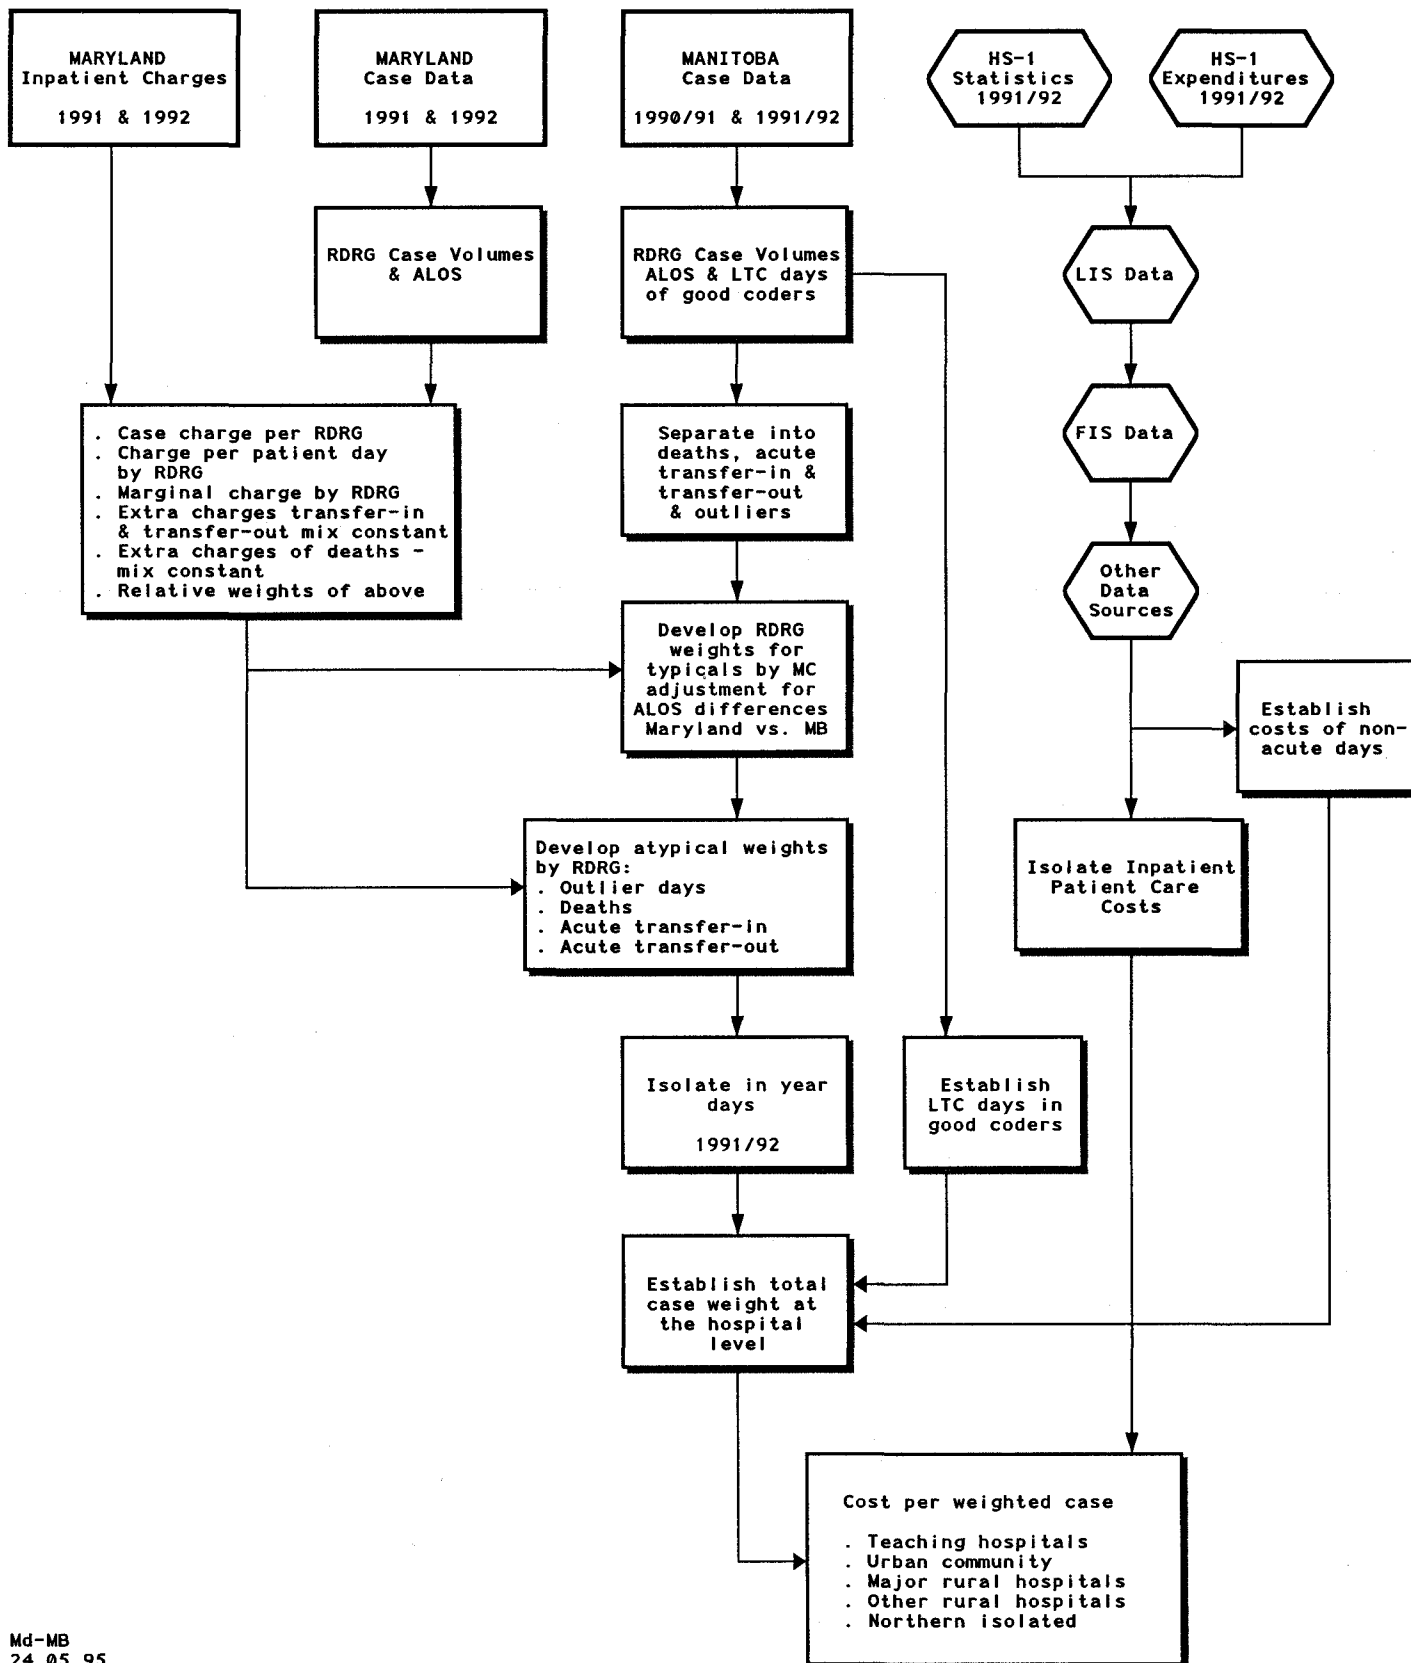 MARYLAND
Inpatient Charges
1991 & 1992
MARYLAND
Case Data
1991 & 1992
MANITOBA
Case Data
1990/91 & 1991/92
HS-1
Statistics
1991/92
HS-1
Expenditures
1991/92
RDRG Case Volumes
& ALOS
RDRG Case Volumes
ALOS & LTC days
of good coders
LIS Data
. Case charge per RDRG
. Charge per patient day
by RDRG
. Marginal charge by RDRG
. Extra charges transfer-in
& transfer-out mix constant
. Extra charges of deaths -
mix constant
. Relative weights of above
Separate into
deaths, acute
transfer-in &
transfer-out
& outliers
FIS Data
Other
Data
Sources
Develop RDRG
weights for
typicals by MC
adjustment for
ALOS differences
Maryland vs. MB
Establish
costs of non-
acute days
Develop atypical weights
by RDRG:
. Outlier days
. Deaths
. Acute transfer-in
. Acute transfer-out
Isolate Inpatient
Patient Care
Costs
Isolate in year
days
1991/92
Establish
LTC days in
good coders
Establish total
case weight at
the hospital
level
Cost per weighted case
. Teaching hospitals
. Urban community
. Major rural hospitals
. Other rural hospitals
. Northern isolated
Md-MB
24 05 95